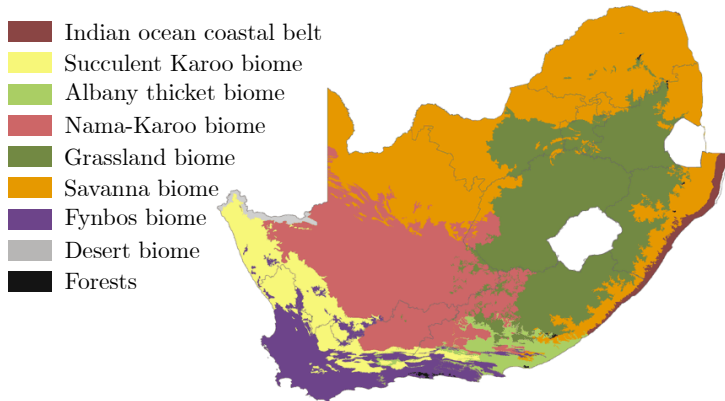 Indian ocean coastal belt
Succulent Karoo biome
Albany thicket biome
Nama-Karoo biome
Grassland biome
Savanna biome
Fynbos biome
Desert biome
Forests